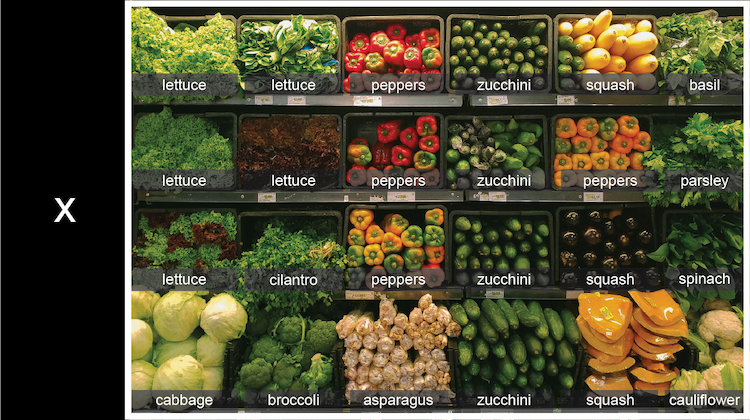 lettuce lettuce peppers zucchini squash basil
lettuce lettuce peppers zucchini peppers parsley
x
lettuce cilantro peppers zucchini squash spinach
cabbage broccoli asparagus zucchini squash cauliflower